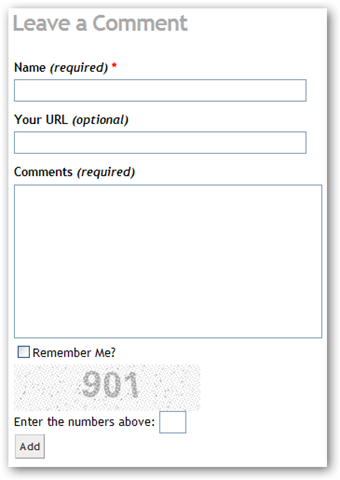 Leave a Comment
Name (required) *
Your URL (optional)
Comments (required)
Remember Me?
901
Enter the numbers above:
Add